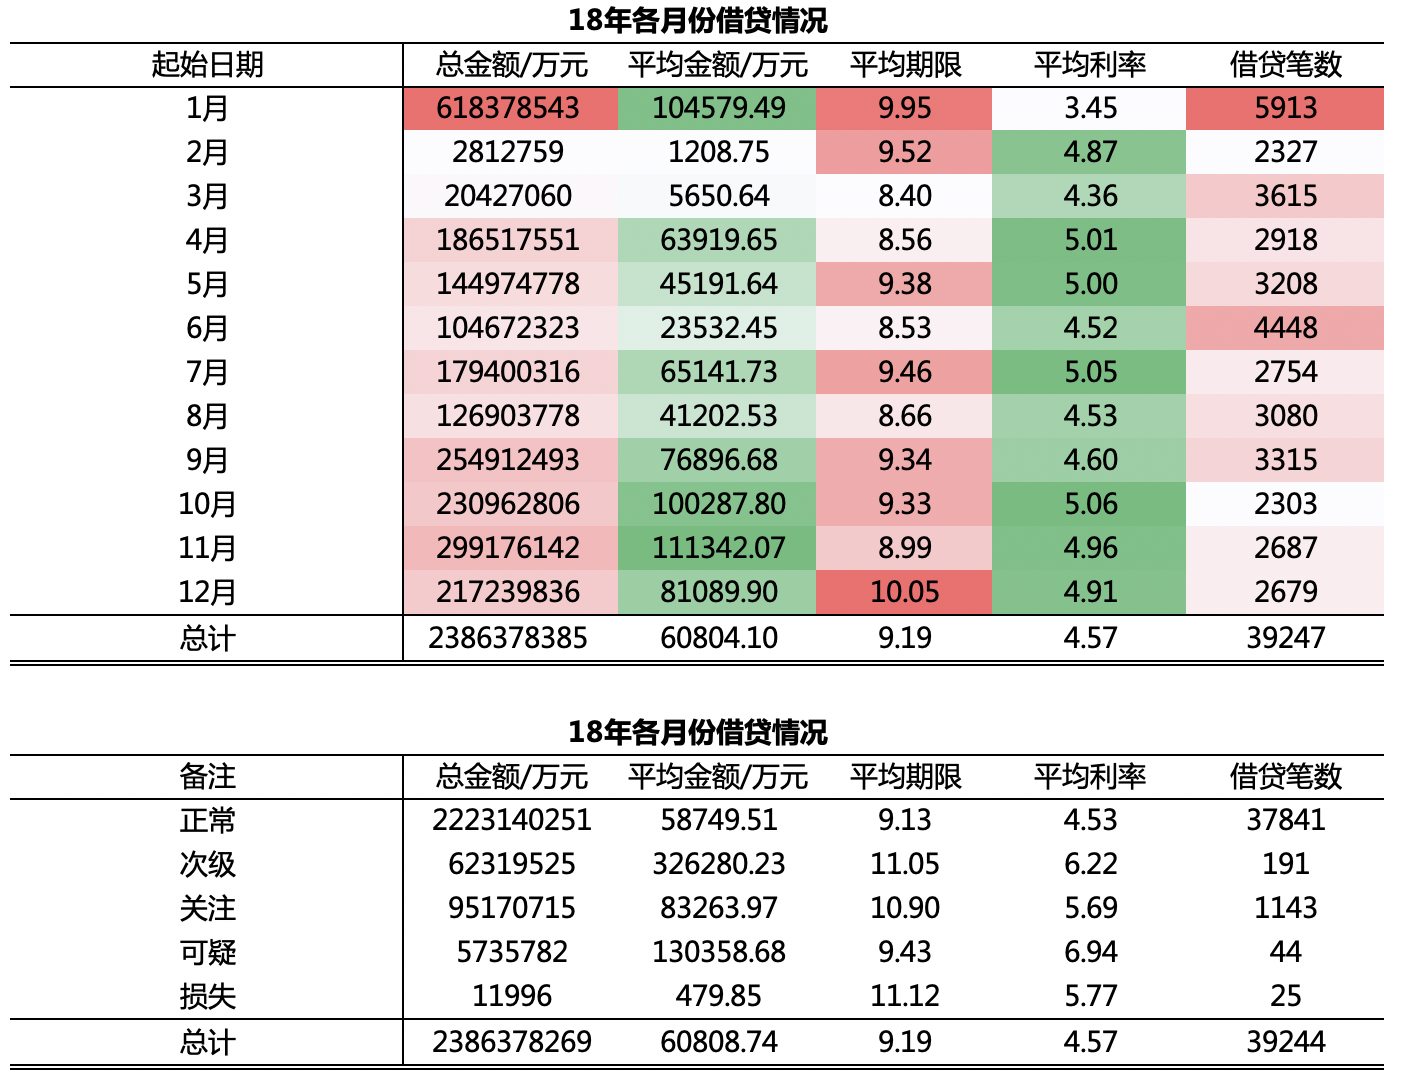 18年各月份借贷情况
起始日期 总金额/万元 平均金额/万元 平均期限 平均利率 借贷笔数
1月 618378543 104579.49 9.95 3.45 5913
2月 2812759 1208.75 9.52 4.87 2327
3月 20427060 5650.64 8.40 4.36 3615
4月 186517551 63919.65 8.56 5.01 2918
5月 144974778 45191.64 9.38 5.00 3208
6月 104672323 23532.45 8.53 4.52 4448
7月 179400316 65141.73 9.46 5.05 2754
8月 126903778 41202.53 8.66 4.53 3080
9月 254912493 76896.68 9.34 4.60 3315
10月 230962806 100287.80 9.33 5.06 2303
11月 299176142 111342.07 8.99 4.96 2687
12月 217239836 81089.90 10.05 4.91 2679
总计 2386378385 60804.10 9.19 4.57 39247
18年各月份借贷情况
备注 总金额/万元 平均金额/万元 平均期限 平均利率 借贷笔数
正常 2223140251 58749.51 9.13 4.53 37841
次级 62319525 326280.23 11.05 6.22 191
关注 95170715 83263.97 10.90 5.69 1143
可疑 5735782 130358.68 9.43 6.94 44
损失 11996 479.85 11.12 5.77 25
总计 2386378269 60808.74 9.19 4.57 39244